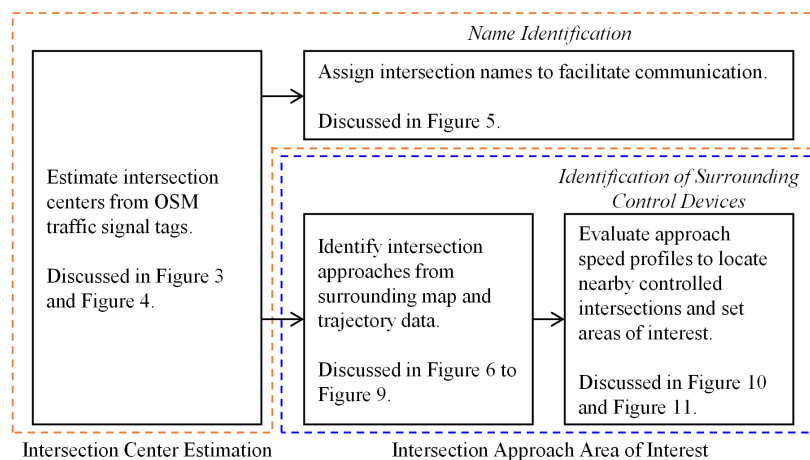 Name Identification
Assign intersection names to facilitate communication.
Discussed in Figure 5.
Estimate intersection
centers from OSM
traffic signal tags.
Discussed in Figure 3
and Figure 4.
Identify intersection
approaches from
surrounding map and
trajectory data.
Discussed in Figure 6 to
Figure 9.
Identification of Surrounding
Control Devices
Evaluate approach
speed profiles to locate
nearby controlled
intersections and set
areas of interest.
Discussed in Figure 10
and Figure 11.
Intersection Center Estimation
Intersection Approach Area of Interest